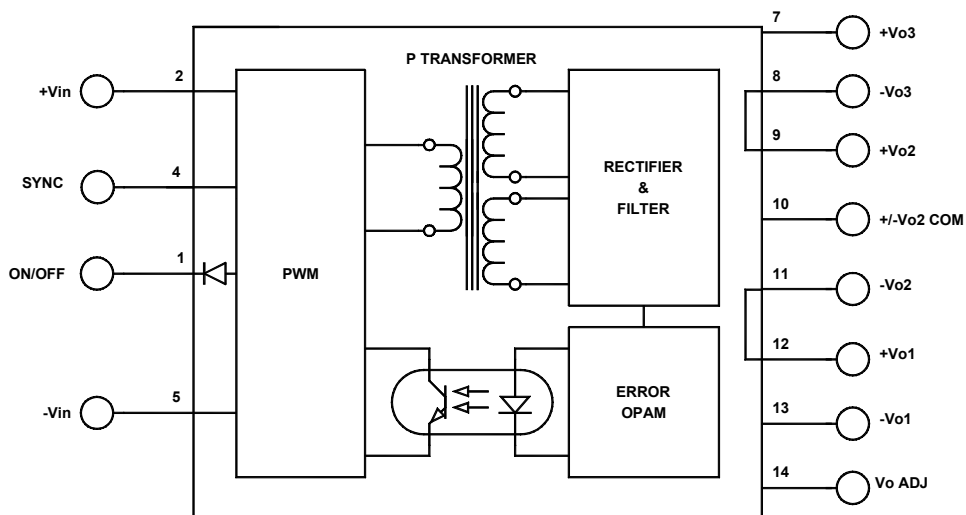 +Vin
2
SYNC
4
ON/OFF
1
-Vin
5
PWM
P TRANSFORMER
RECTIFIER
&
FILTER
ERROR
OPAM
7
+Vo3
8
-Vo3
9
+Vo2
10
+/-Vo2 COM
11
-Vo2
12
+Vo1
13
-Vo1
14
Vo ADJ